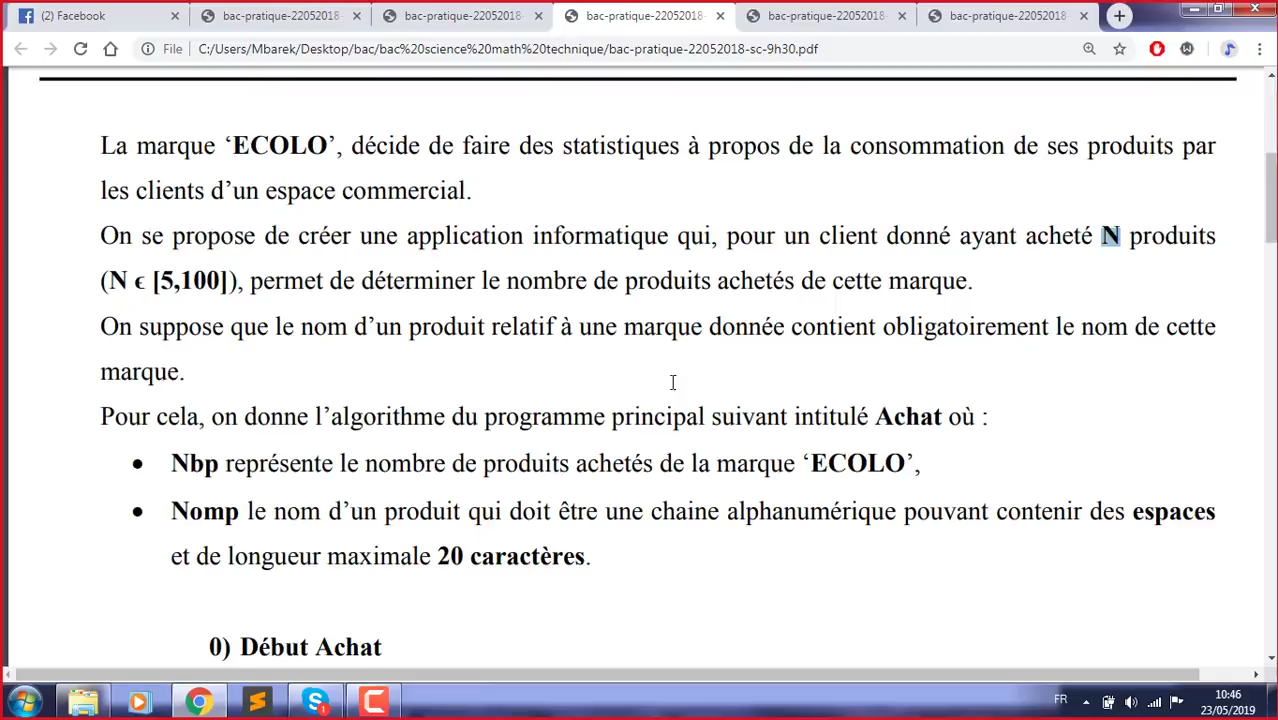 (2) Facebook
bac-pratique-22052018-
bac-pratique-22052018-
bac-pratique-22052018-
bac-pratique-22052018-
bac-pratique-22052018-
File
C:/Users/Mbarek/Desktop/bac/bac%20science%20math%20technique/bac-pratique-22052018-sc-9h30.pdf
La marque ‘ECOLO’, décide de faire des statistiques à propos de la consommation de ses produits par
les clients d’un espace commercial.
On se propose de créer une application informatique qui, pour un client donné ayant acheté N produits
(N ϵ [5,100]), permet de déterminer le nombre de produits achetés de cette marque.
On suppose que le nom d’un produit relatif à une marque donnée contient obligatoirement le nom de cette
marque.
Pour cela, on donne l’algorithme du programme principal suivant intitulé Achat où :
• Nbp représente le nombre de produits achetés de la marque ‘ECOLO’,
• Nomp le nom d’un produit qui doit être une chaine alphanumérique pouvant contenir des espaces
et de longueur maximale 20 caractères.
0) Début Achat
FR
10:46
23/05/2019